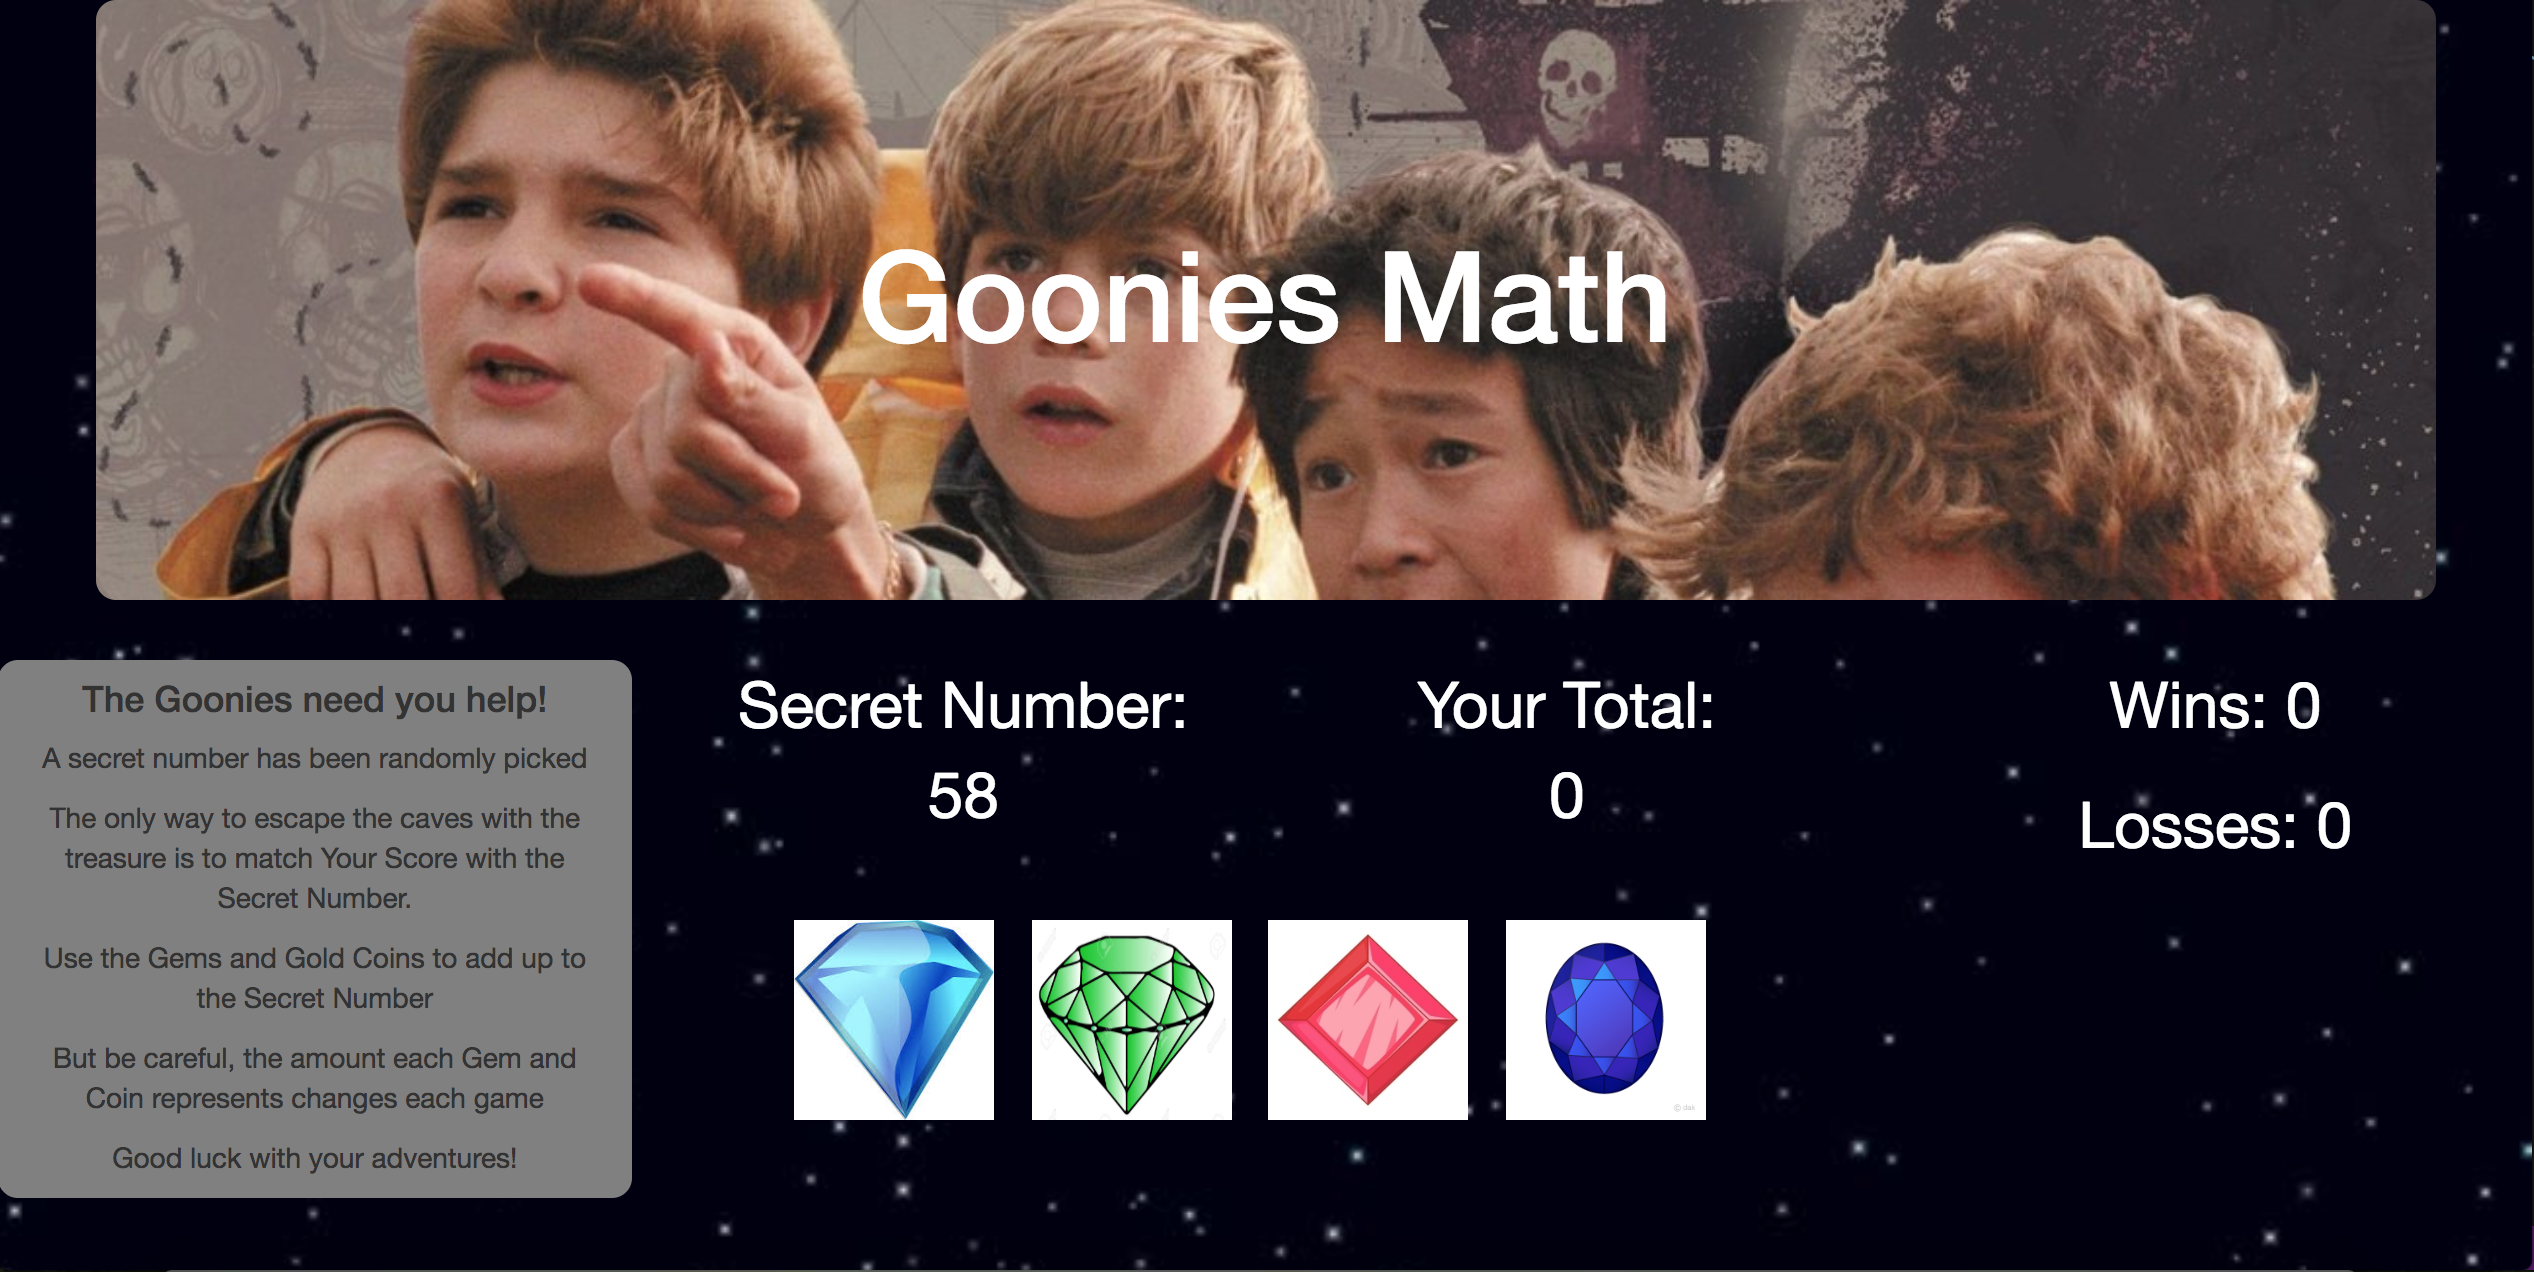 Goonies Math
The Goonies need you help!
A secret number has been randomly picked
The only way to escape the caves with the
treasure is to match Your Score with the
Secret Number.
Use the Gems and Gold Coins to add up to
the Secret Number
But be careful, the amount each Gem and
Coin represents changes each game
Good luck with your adventures!
Secret Number:
58
Your Total:
0
Wins: 0
Losses: 0